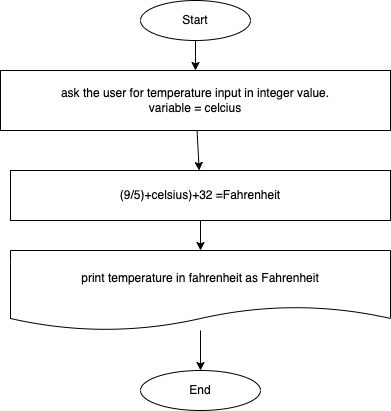 Start
ask the user for temperature input in integer value.
variable = celcius
(9/5)+celsius)+32 =Fahrenheit
print temperature in fahrenheit as Fahrenheit
End